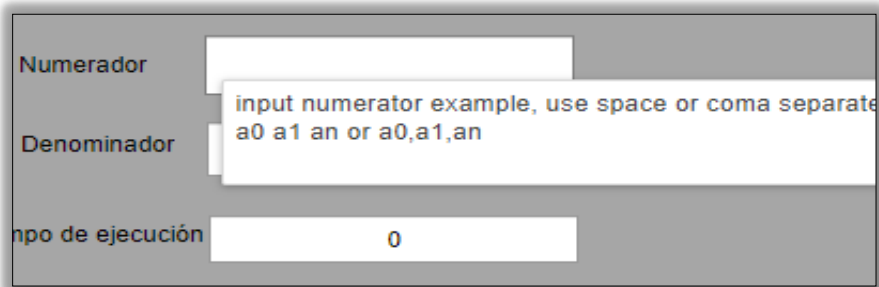 Numerador
input numerator example, use space or coma separate
a0 a1 an or a0,a1,an
Denominador
mpo de ejecución
0